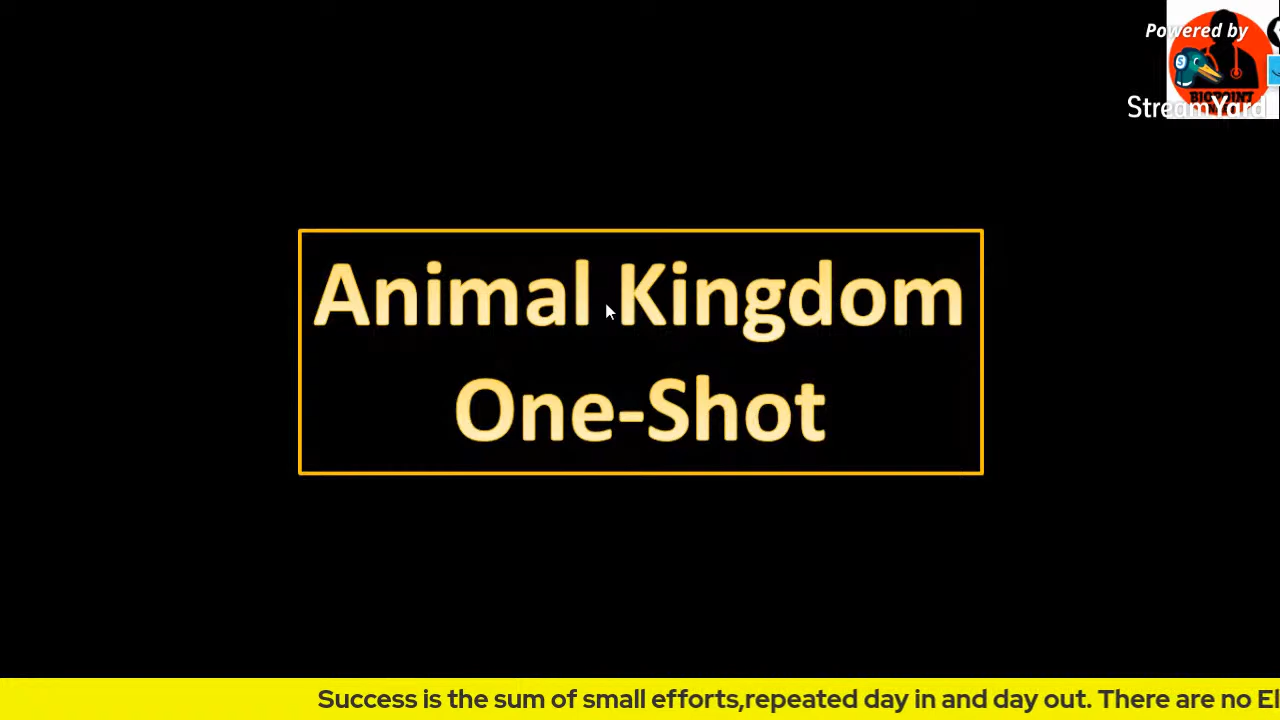 Powered by
StreamYard
Animal Kingdom
One-Shot
Success is the sum of small efforts,repeated day in and day out. There are no El